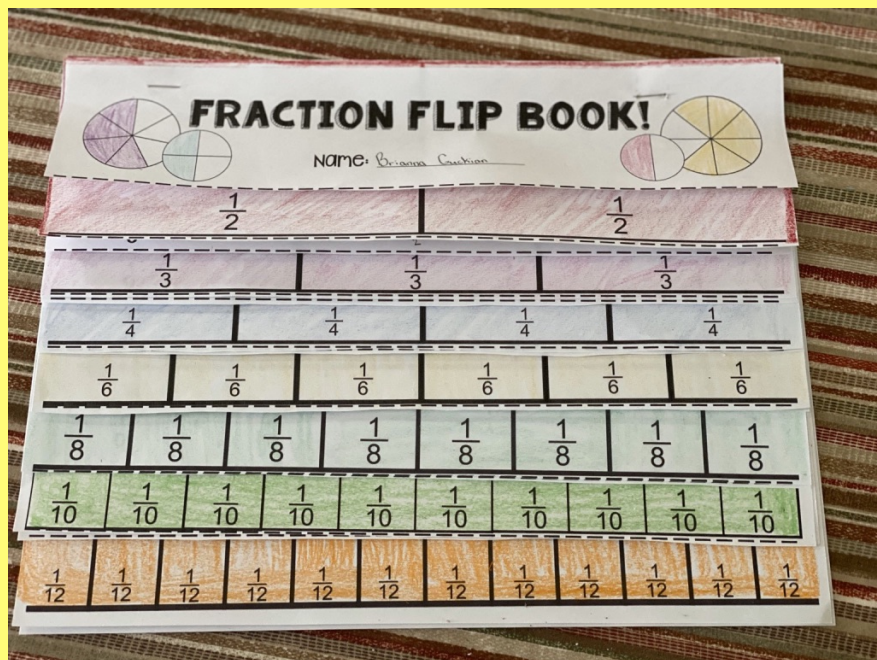 FRACTION FLIP BOOK!
Name: Brianna
1/2 1/2
1/3 1/3 1/3
1/4 1/4 1/4 1/4
1/6 1/6 1/6 1/6 1/6 1/6
1/8 1/8 1/8 1/8 1/8 1/8 1/8 1/8
1/10 1/10 1/10 1/10 1/10 1/10 1/10 1/10 1/10 1/10
1/12 1/12 1/12 1/12 1/12 1/12 1/12 1/12 1/12 1/12 1/12 1/12